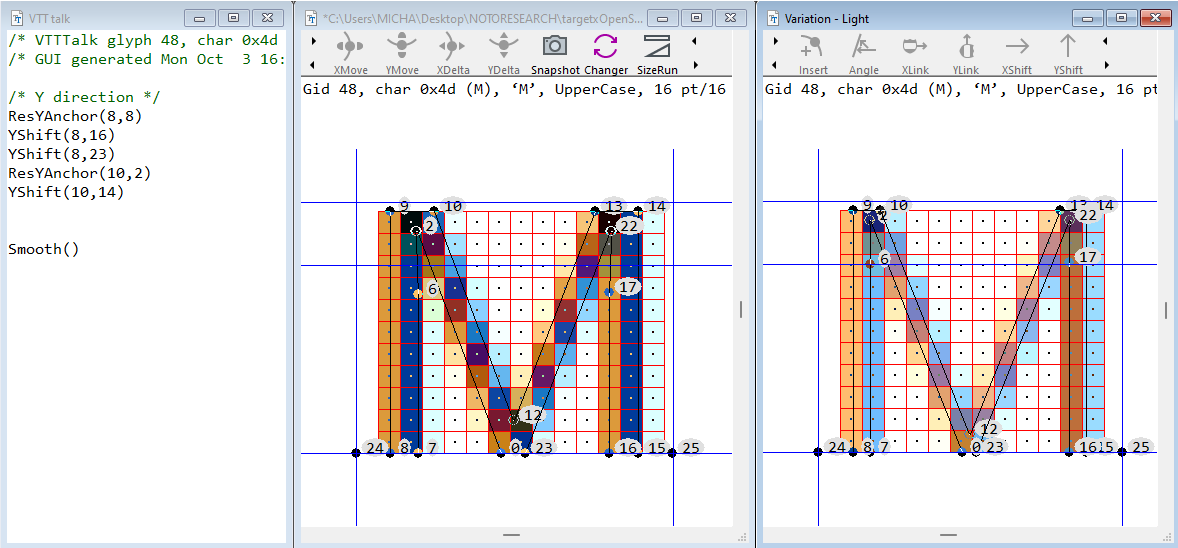 VTT talk
/* VTTTalk glyph 48, char 0x4d
/* GUI generated Mon Oct  3 16:
/* Y direction */
ResYAnchor(8,8)
YShift(8,16)
YShift(8,23)
ResYAnchor(10,2)
YShift(10,14)
Smooth()
*C:\Users\MICHA\Desktop\NOTORESEARCH\targetxOpenS...
XMove YMove XDelta YDelta Snapshot Changer SizeRun
Gid 48, char 0x4d (M), ‘M’, UpperCase, 16 pt/16
9 10 13 14
2 22
6 17
12
24 8 7 0 23 16 15 25
Variation - Light
Insert Angle XLink YLink XShift YShift
Gid 48, char 0x4d (M), ‘M’, UpperCase, 16 pt
9 10 13 14
2 22
6 17
12
24 8 7 0 23 16 15 25